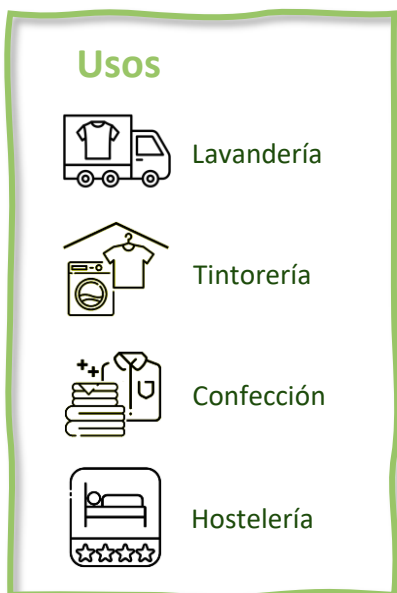 Usos
Lavandería
Tintorería
Confección
Hostelería